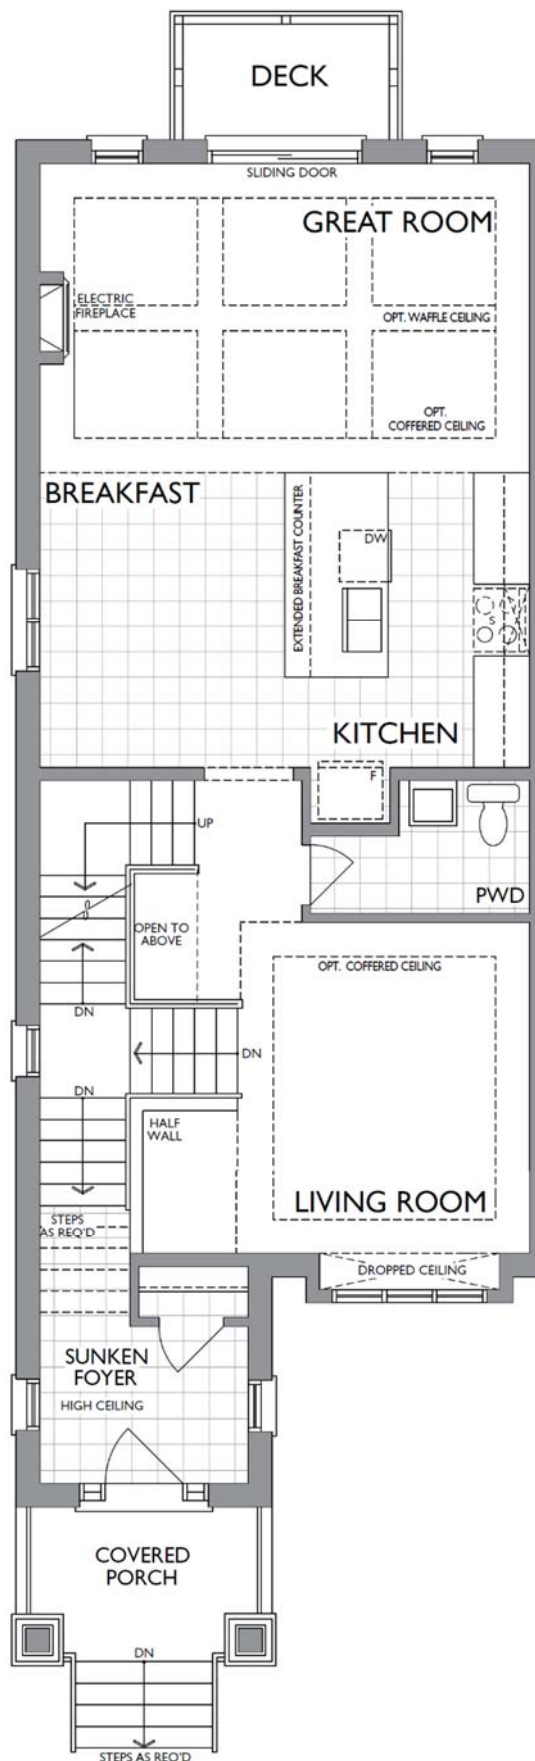 DECK
SLIDING DOOR
GREAT ROOM
ELECTRIC
FIREPLACE
OPT. WAFFLE CEILING
OPT.
COFFERED CEILING
BREAKFAST
EXTENDED BREAKFAST COUNTER
DW
S
KITCHEN
F
UP
PWD
OPEN TO
ABOVE
OPT. COFFERED CEILING
DN
DN
DN
HALF
WALL
LIVING ROOM
STEPS
AS REQ'D
DROPPED CEILING
SUNKEN
FOYER
HIGH CEILING
COVERED
PORCH
DN
STEPS AS REQ'D